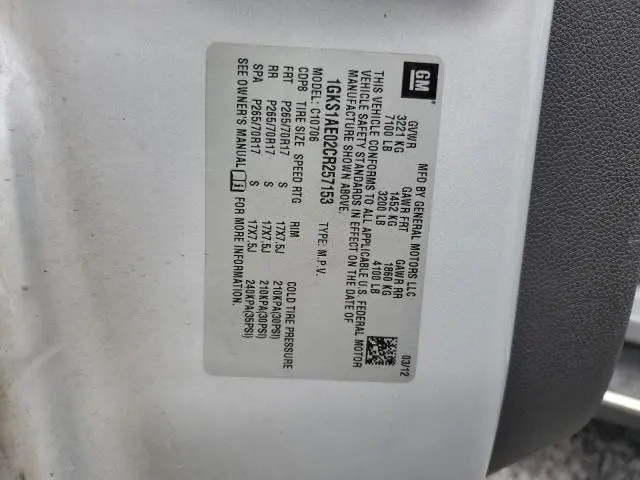 GM
MFD BY GENERAL MOTORS LLC 03/12
GVWR GAWR FRT GAWR RR
3221 KG 1452 KG 1860 KG
7100 LB 3200 LB 4100 LB
THIS VEHICLE CONFORMS TO ALL APPLICABLE U.S. FEDERAL MOTOR
VEHICLE SAFETY STANDARDS IN EFFECT ON THE DATE OF
MANUFACTURE SHOWN ABOVE.
1GKS1AE02CR257153 TYPE: M.P.V.
MODEL: C10706
CDP8 TIRE SIZE SPEED RTG RIM COLD TIRE PRESSURE
FRT P265/70R17 S 17X7.5J 210KPA(30PSI)
RR P265/70R17 S 17X7.5J 210KPA(30PSI)
SPA P265/70R17 S 17X7.5J 240KPA(35PSI)
SEE OWNER'S MANUAL FOR MORE INFORMATION.